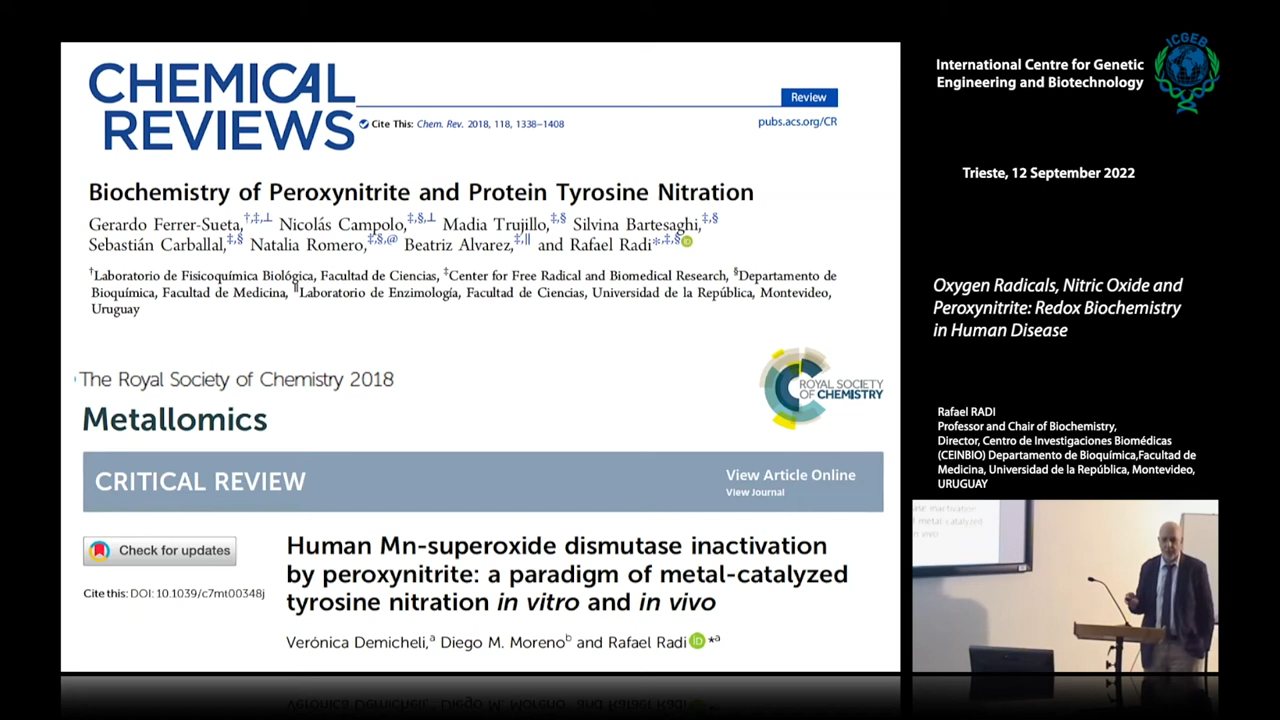 CHEMICAL
REVIEWS
Review
Cite This: Chem. Rev. 2018, 118, 1338−1408
pubs.acs.org/CR
Biochemistry of Peroxynitrite and Protein Tyrosine Nitration
Gerardo Ferrer-Sueta,†,‡,⊥ Nicolás Campolo,‡,§,⊥ Madia Trujillo,‡,§ Silvina Bartesaghi,‡,§
Sebastián Carballal,‡,§ Natalia Romero,‡,§,@ Beatriz Alvarez,‡,∥ and Rafael Radi*,‡,§ iD
†Laboratorio de Fisicoquímica Biológica, Facultad de Ciencias, ‡Center for Free Radical and Biomedical Research, §Departamento de
Bioquímica, Facultad de Medicina, ∥Laboratorio de Enzimología, Facultad de Ciencias, Universidad de la República, Montevideo,
Uruguay
The Royal Society of Chemistry 2018
ROYAL SOCIETY
OF CHEMISTRY
Metallomics
CRITICAL REVIEW
View Article Online
View Journal
Check for updates
Cite this: DOI: 10.1039/c7mt00348j
Human Mn-superoxide dismutase inactivation
by peroxynitrite: a paradigm of metal-catalyzed
tyrosine nitration in vitro and in vivo
Verónica Demicheli,a Diego M. Moreno b and Rafael Radi iD *a
International Centre for Genetic
Engineering and Biotechnology
ICGEB
Trieste, 12 September 2022
Oxygen Radicals, Nitric Oxide and
Peroxynitrite: Redox Biochemistry
in Human Disease
Rafael RADI
Professor and Chair of Biochemistry,
Director, Centro de Investigaciones Biomédicas
(CEINBIO) Departamento de Bioquímica,Facultad de
Medicina, Universidad de la República, Montevideo,
URUGUAY
ase inactivation
f metal-catalyzed
n vivo